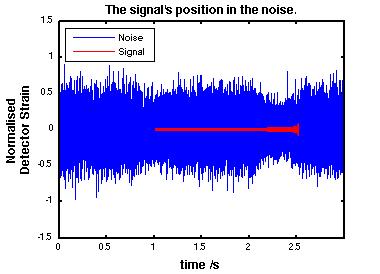 The signal's position in the noise.
Noise
Signal
Normalised
Detector Strain
1.5
1
0.5
0
-0.5
-1
-1.5
0
0.5
1
1.5
2
2.5
time /s